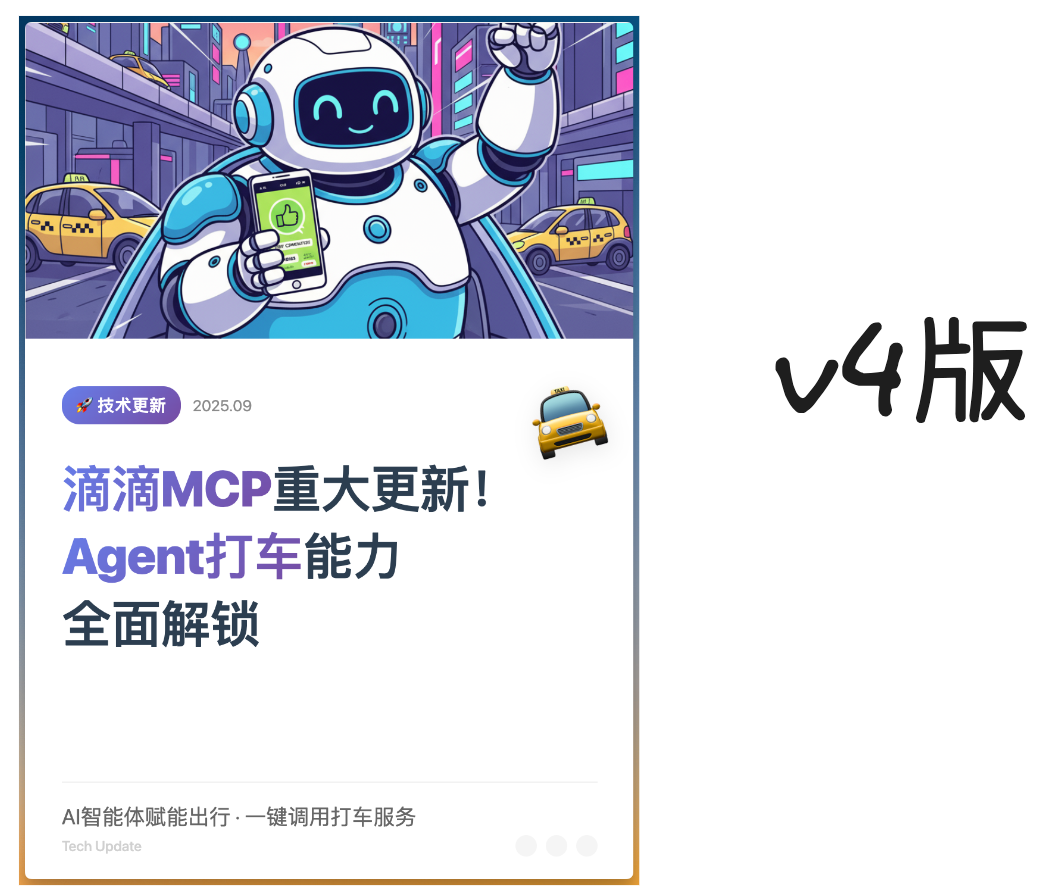 🚀 技术更新 2025.09
TAXI
滴滴MCP重大更新!
Agent打车能力
全面解锁
AI智能体赋能出行 · 一键调用打车服务
Tech Update
v4版